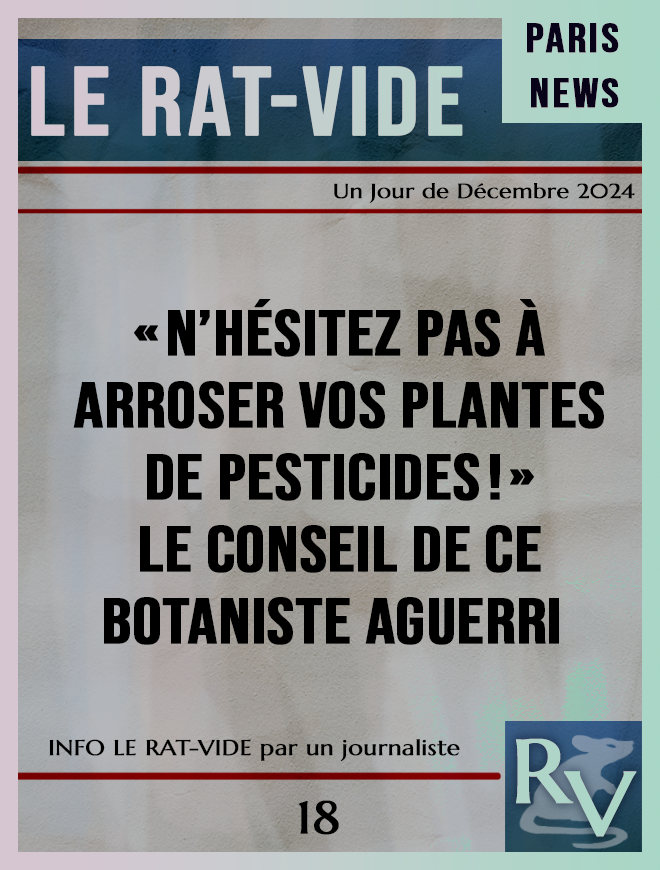 PARIS
NEWS
LE RAT-VIDE
Un Jour de Décembre 2024
« N’HÉSITEZ PAS À
ARROSER VOS PLANTES
DE PESTICIDES ! »
LE CONSEIL DE CE
BOTANISTE AGUERRI
INFO LE RAT-VIDE par un journaliste
18
RV